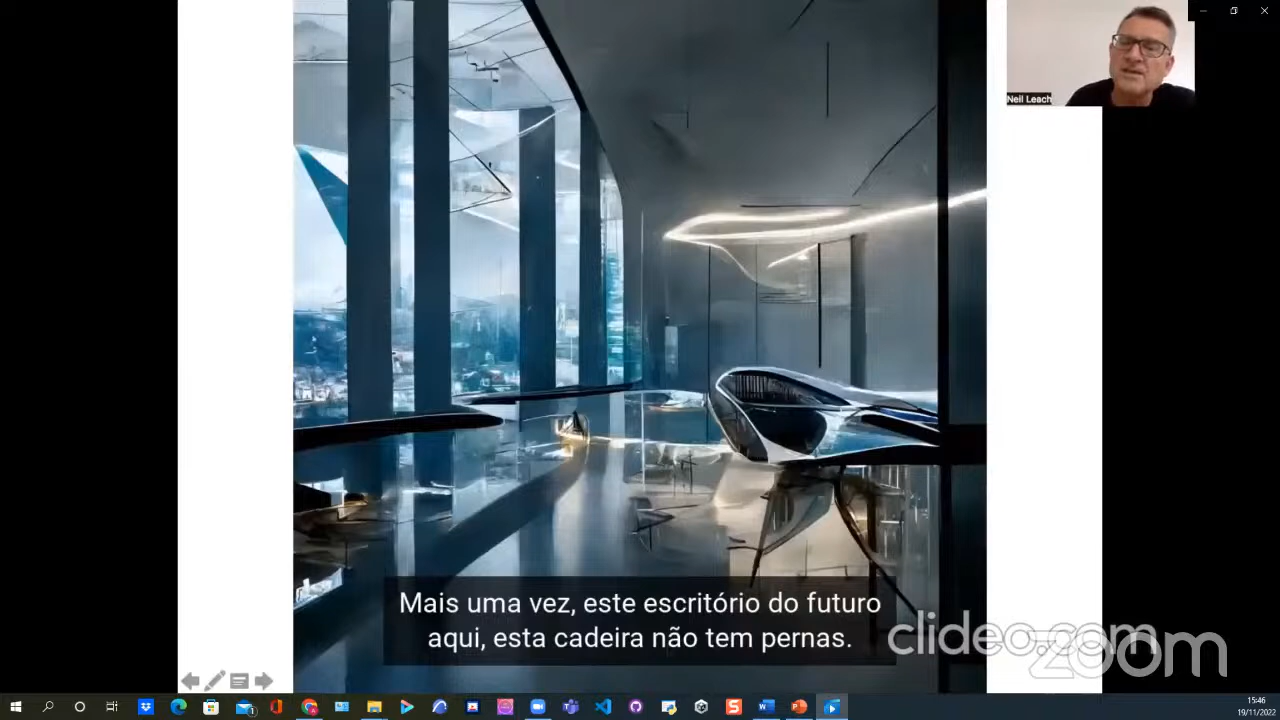 Neil Leach
Mais uma vez, este escritório do futuro
aqui, esta cadeira não tem pernas.
clideo.com
zoom
15:46
19/11/2022